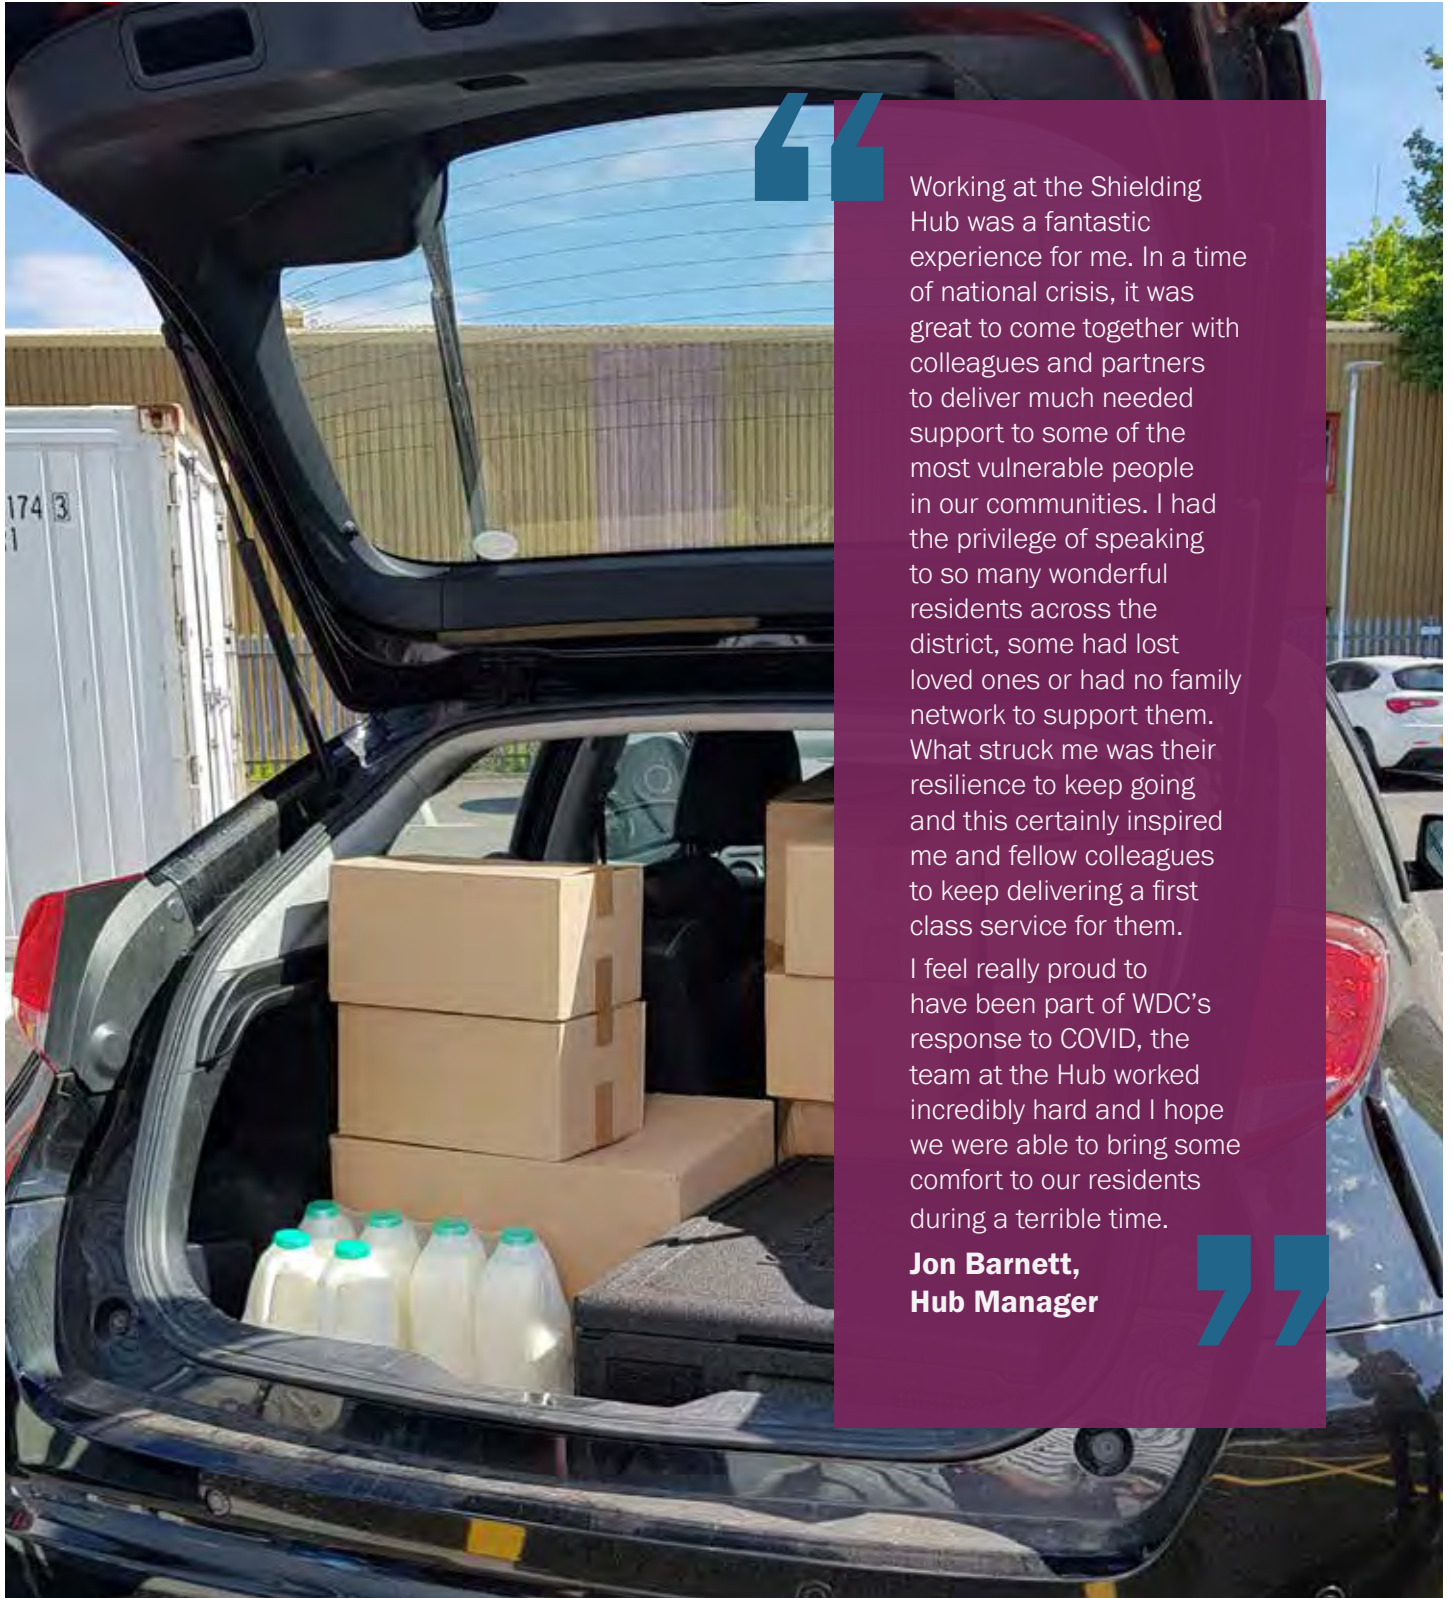 174 3
1
“
Working at the Shielding
Hub was a fantastic
experience for me. In a time
of national crisis, it was
great to come together with
colleagues and partners
to deliver much needed
support to some of the
most vulnerable people
in our communities. I had
the privilege of speaking
to so many wonderful
residents across the
district, some had lost
loved ones or had no family
network to support them.
What struck me was their
resilience to keep going
and this certainly inspired
me and fellow colleagues
to keep delivering a first
class service for them.
I feel really proud to
have been part of WDC’s
response to COVID, the
team at the Hub worked
incredibly hard and I hope
we were able to bring some
comfort to our residents
during a terrible time.
Jon Barnett,
Hub Manager
”